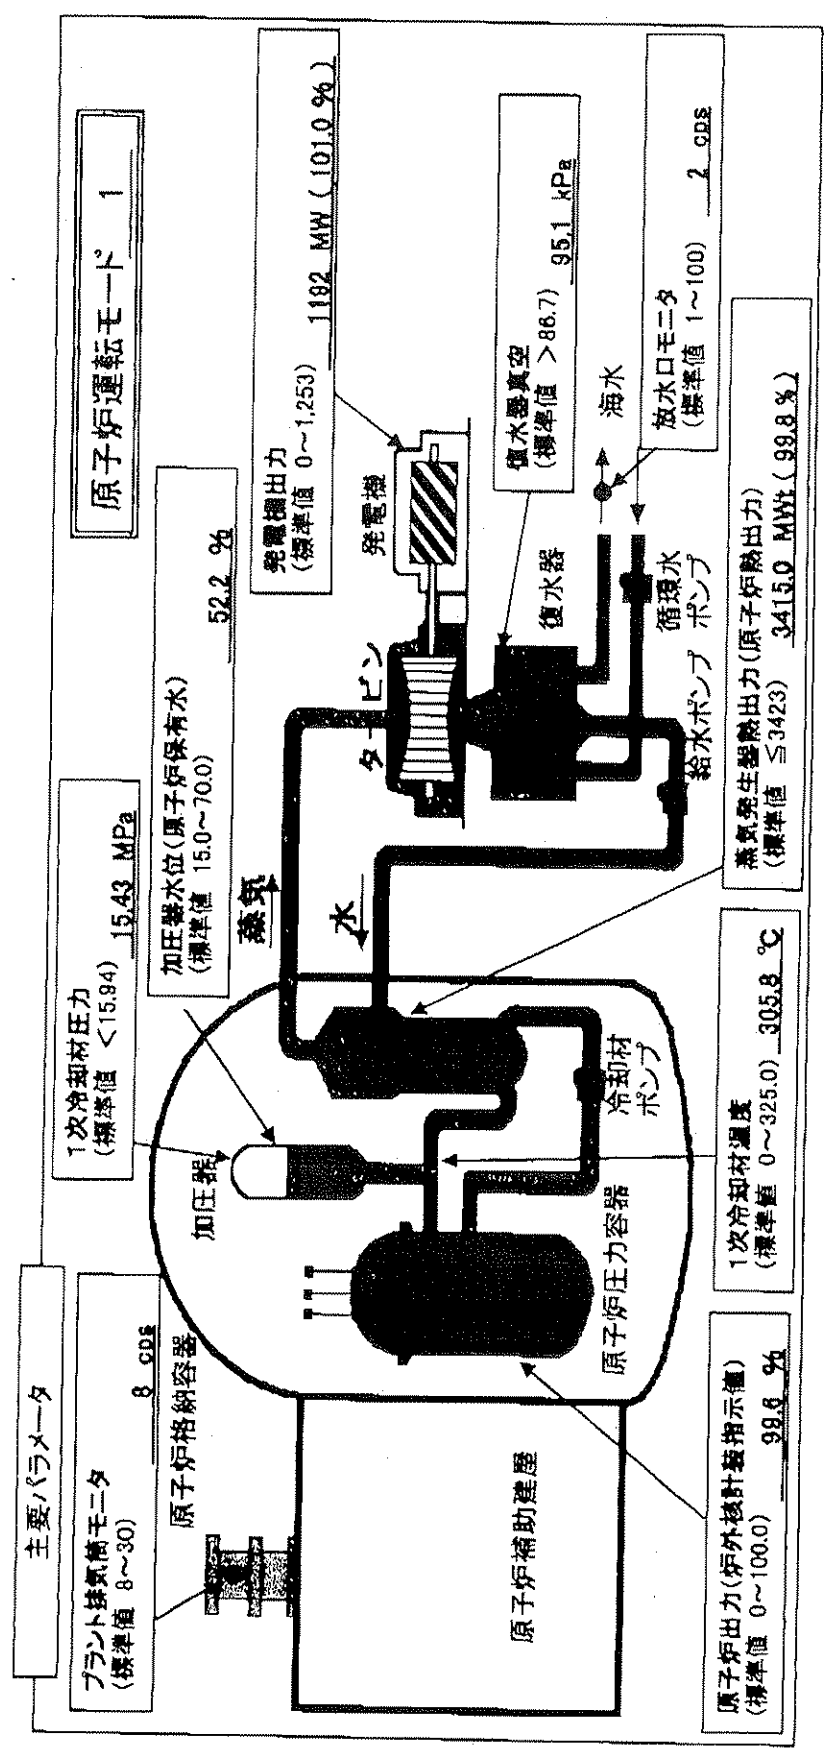 主要パラメータ
原子炉運転モード 1
プラント排気筒モニタ
(標準値 8~30)
8 cps
1次冷却材圧力
(標準値 <15.94)
15.43 MPa
加圧器水位(原子炉保有水)
(標準値 15.0~70.0)
52.2 %
発電機出力
(標準値 0~1,253)
1192 MW (101.0 %)
原子炉格納容器
加圧器
蒸気
水
タービン
発電機
復水器真空
(標準値 >86.7)
95.1 kPa
復水器
海水
放水口モニタ
(標準値 1~100)
2 cps
循環水
ポンプ
給水ポンプ
冷却材
ポンプ
原子炉圧力容器
原子炉補助建屋
原子炉出力(炉外核計装指示値)
(標準値 0~100.0)
99.6 %
1次冷却材温度
(標準値 0~325.0)
305.8 ℃
蒸気発生器熱出力(原子炉熱出力)
(標準値 ≦3423)
3415.0 MWt (99.8 %)